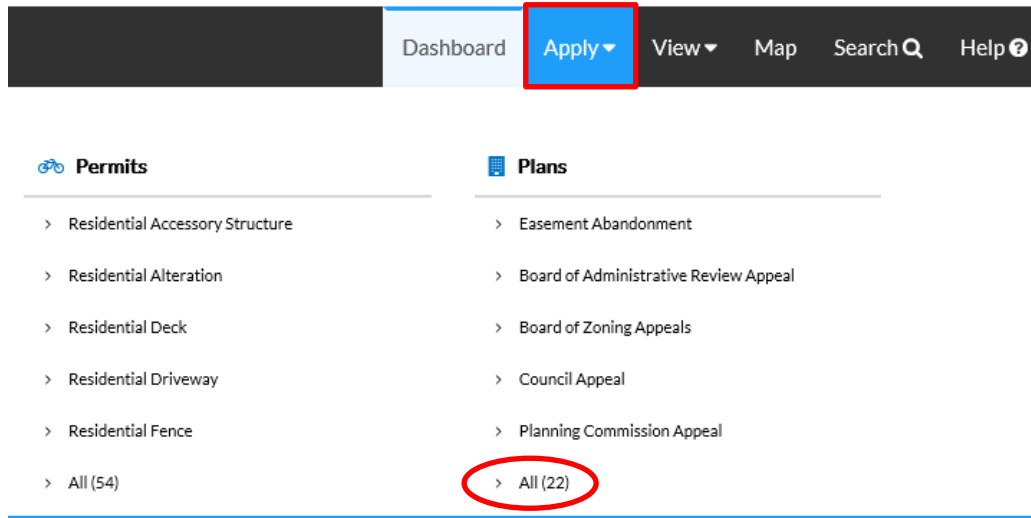 Dashboard Apply View Map Search Help
Permits
Residential Accessory Structure
Residential Alteration
Residential Deck
Residential Driveway
Residential Fence
All (54)
Plans
Easement Abandonment
Board of Administrative Review Appeal
Board of Zoning Appeals
Council Appeal
Planning Commission Appeal
All (22)